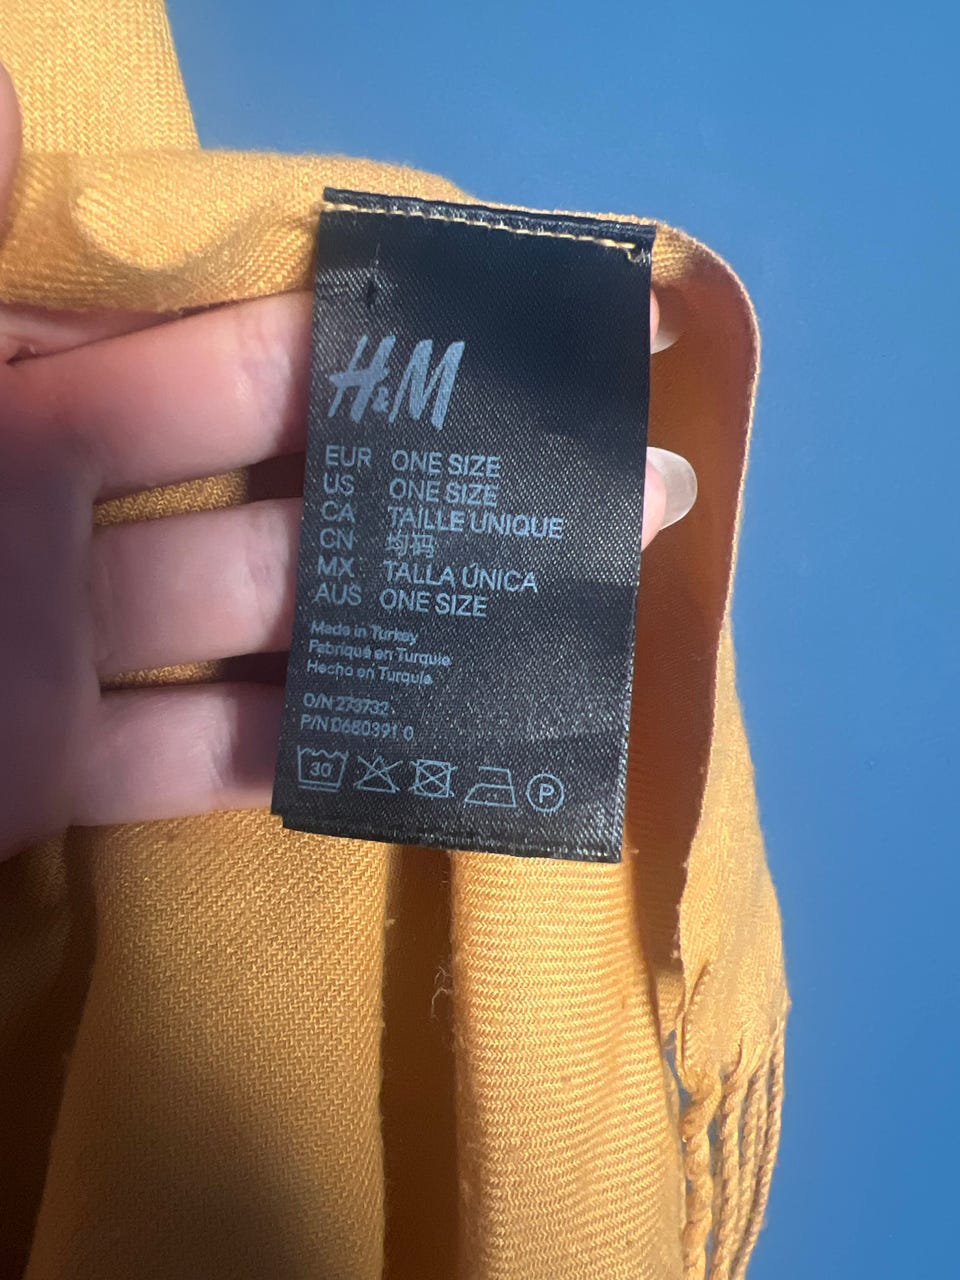 H&M
EUR ONE SIZE
US ONE SIZE
CA TAILLE UNIQUE
CN 均码
MX TALLA ÚNICA
AUS ONE SIZE
Made in Turkey
Fabriqué en Turquie
Hecho en Turquía
O/N 273732
P/N D680391 0
30
P